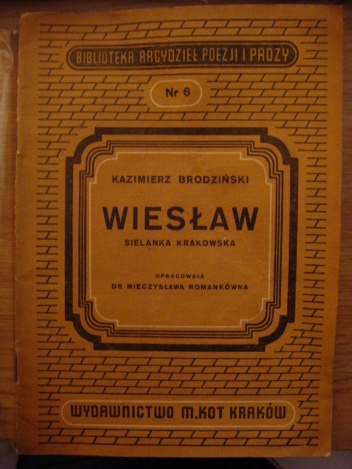 BIBLIOTEKA ARCYDZIEŁ POEZJI I PROZY
Nr 6
KAZIMIERZ BRODZIŃSKI
WIESŁAW
SIELANKA KRAKOWSKA
OPRACOWAŁA
DR MIECZYSŁAWA ROMANKÓWNA
WYDAWNICTWO M.KOT KRAKÓW